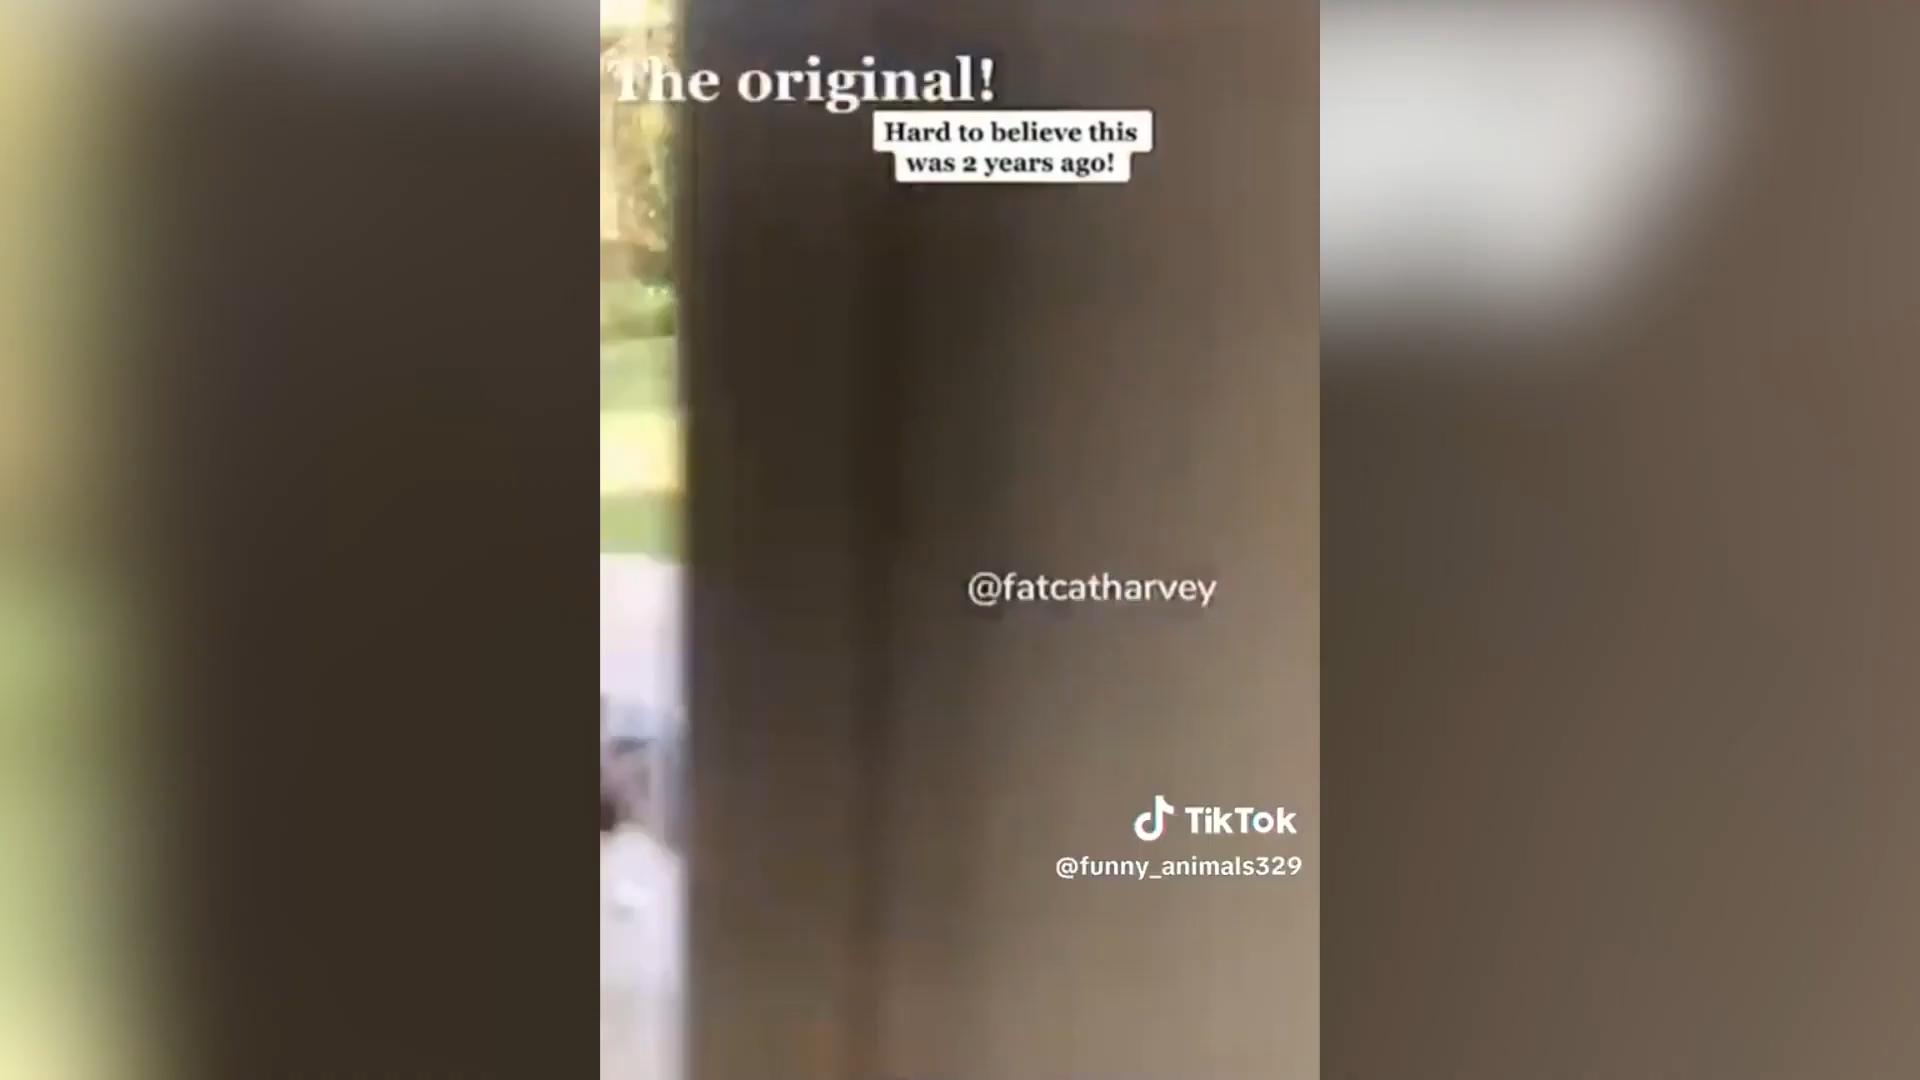 The original!
Hard to believe this
was 2 years ago!
@fatcatharvey
TikTok
@funny_animals329